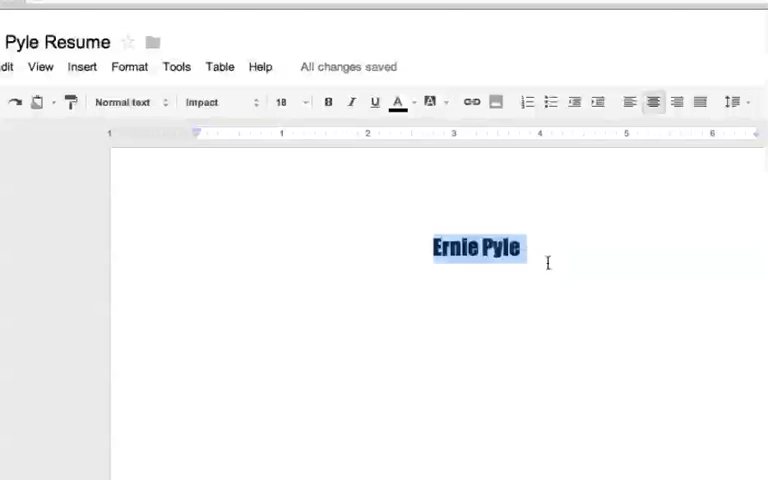 Pyle Resume
dit View Insert Format Tools Table Help All changes saved
Normal text Impact 18 B I U A A
1 1 2 3 4 5 6
Ernie Pyle